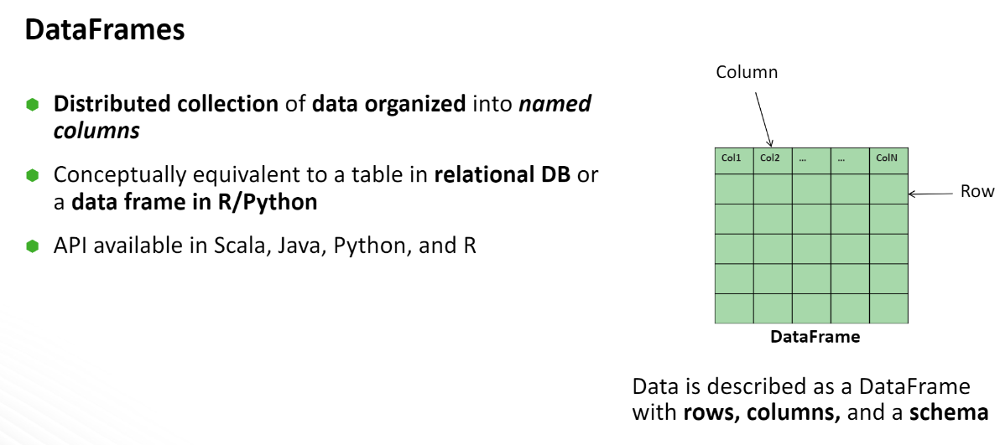 DataFrames
Distributed collection of data organized into named
columns
Conceptually equivalent to a table in relational DB or
a data frame in R/Python
API available in Scala, Java, Python, and R
Column
Col1 Col2 ... ... ColN
Row
DataFrame
Data is described as a DataFrame
with rows, columns, and a schema